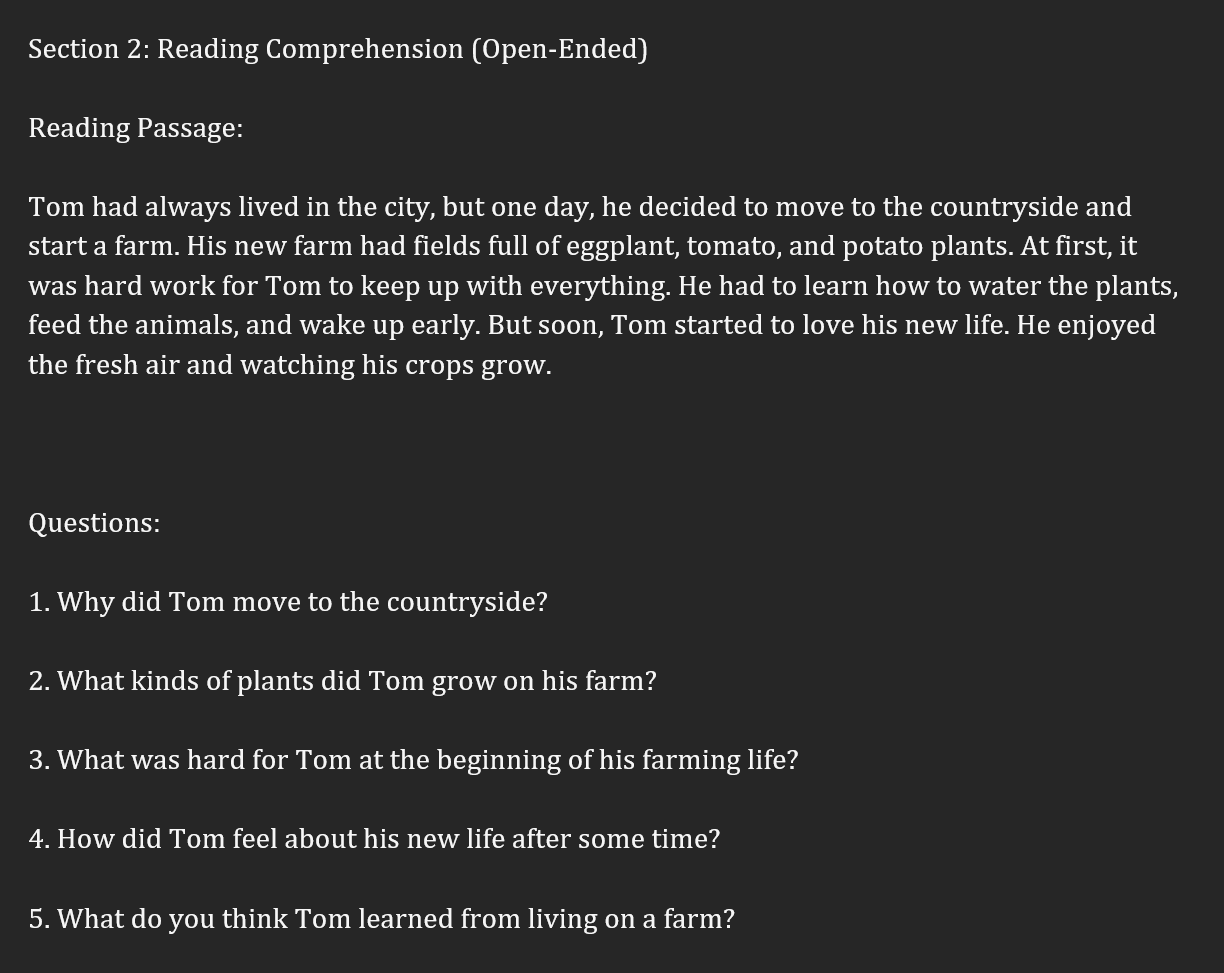 Section 2: Reading Comprehension (Open-Ended)
Reading Passage:
Tom had always lived in the city, but one day, he decided to move to the countryside and
start a farm. His new farm had fields full of eggplant, tomato, and potato plants. At first, it
was hard work for Tom to keep up with everything. He had to learn how to water the plants,
feed the animals, and wake up early. But soon, Tom started to love his new life. He enjoyed
the fresh air and watching his crops grow.
Questions:
1. Why did Tom move to the countryside?
2. What kinds of plants did Tom grow on his farm?
3. What was hard for Tom at the beginning of his farming life?
4. How did Tom feel about his new life after some time?
5. What do you think Tom learned from living on a farm?